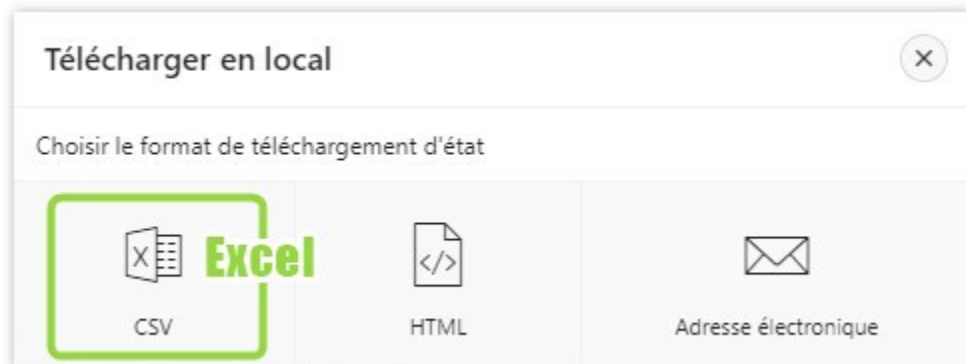 Télécharger en local
Choisir le format de téléchargement d'état
Excel
CSV
HTML
Adresse électronique